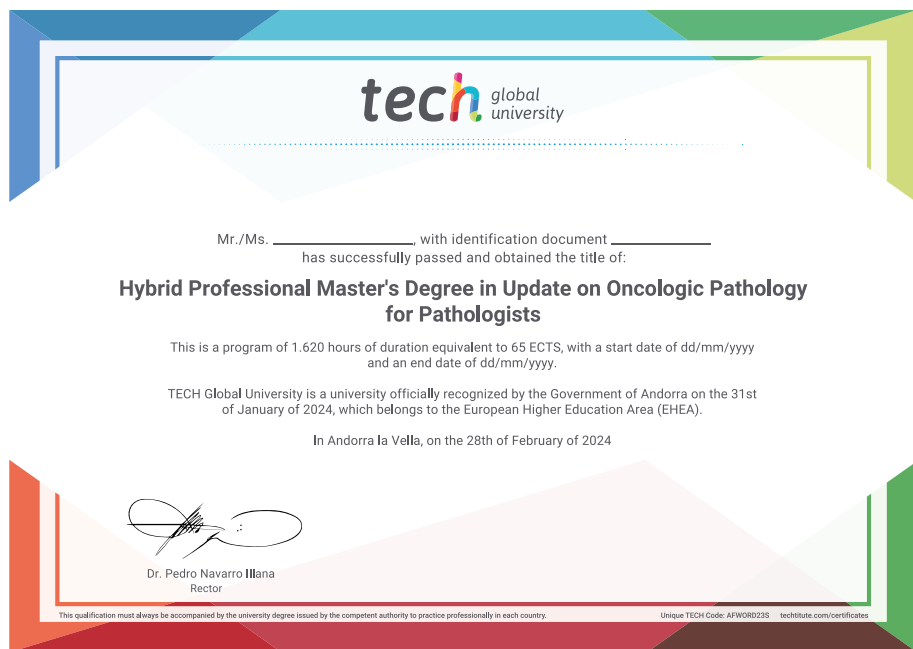 tech global university
Mr./Ms. ____________, with identification document ____________
has successfully passed and obtained the title of:
Hybrid Professional Master's Degree in Update on Oncologic Pathology
for Pathologists
This is a program of 1.620 hours of duration equivalent to 65 ECTS, with a start date of dd/mm/yyyy
and an end date of dd/mm/yyyy.
TECH Global University is a university officially recognized by the Government of Andorra on the 31st
of January of 2024, which belongs to the European Higher Education Area (EHEA).
In Andorra la Vella, on the 28th of February of 2024
Dr. Pedro Navarro Illana
Rector
This qualification must always be accompanied by the university degree issued by the competent authority to practice professionally in each country.
Unique TECH Code: AFWORD23S techtitute.com/certificates